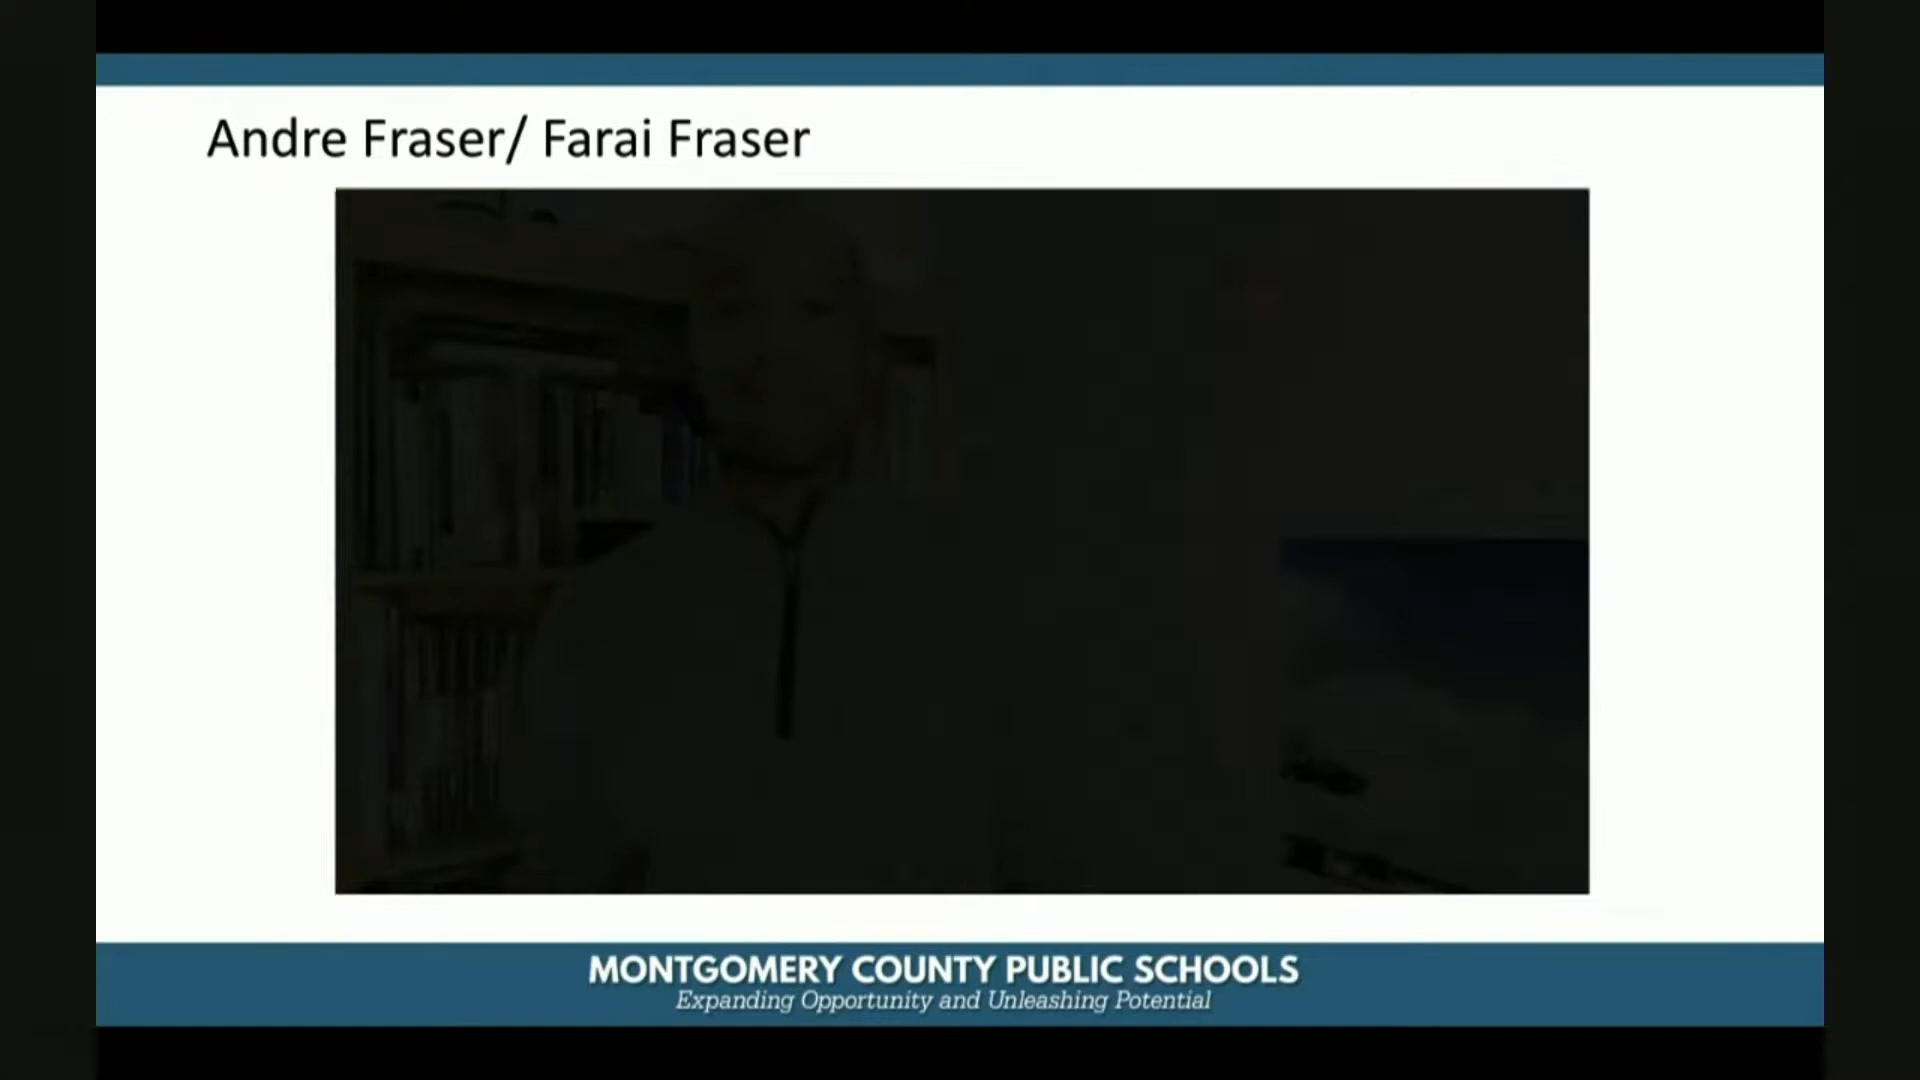 Andre Fraser/ Farai Fraser
MONTGOMERY COUNTY PUBLIC SCHOOLS
Expanding Opportunity and Unleashing Potential